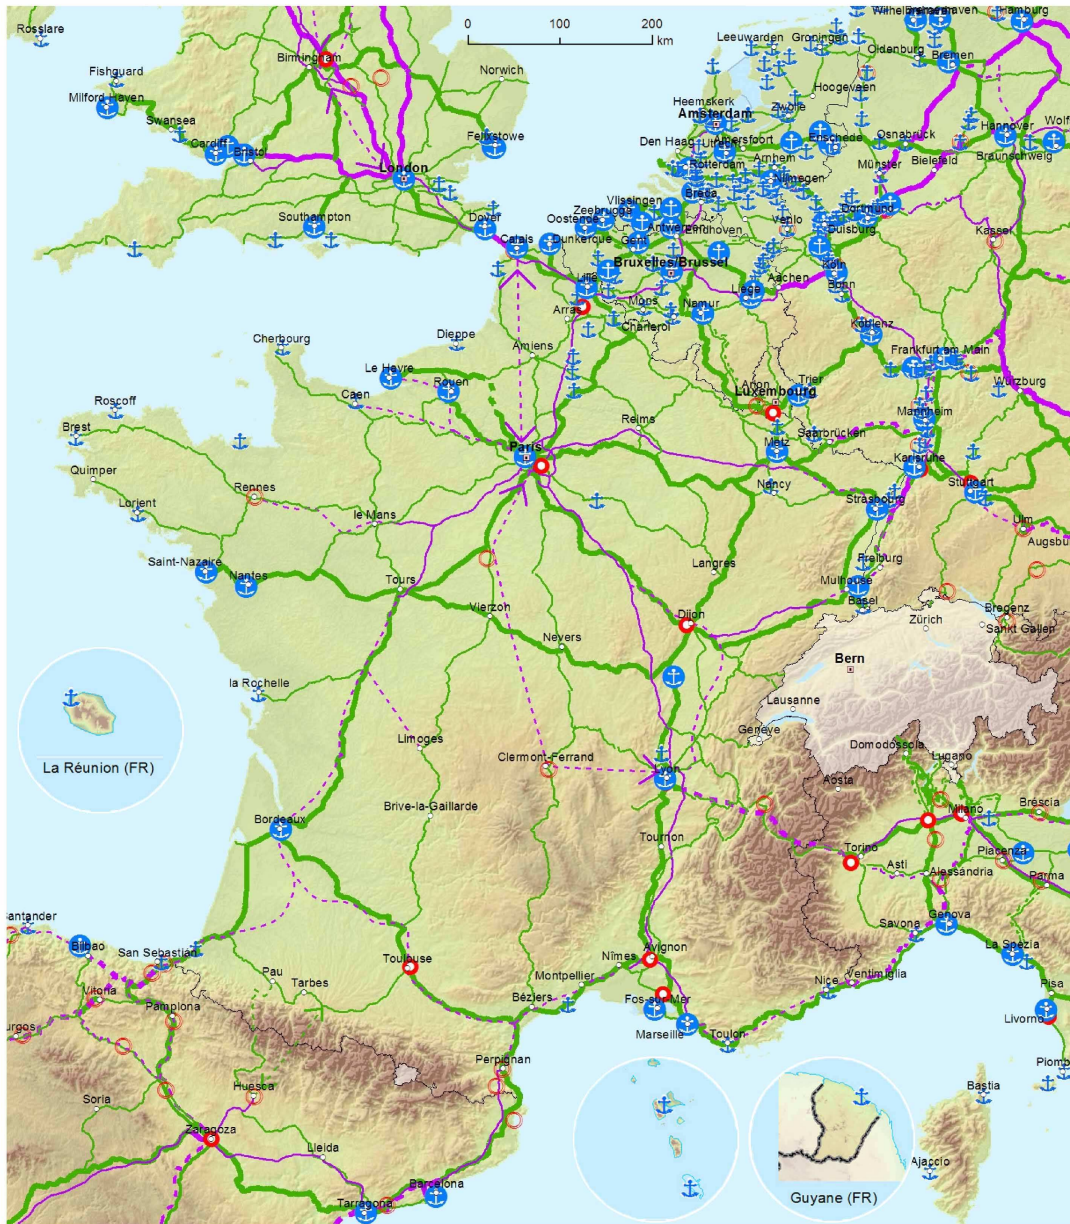 0 100 200
km
Rosslare
Wilhelmshaven
Bremerhaven
Hamburg
Leeuwarden
Groningen
Oldenburg
Bremen
Birmingham
Norwich
Fishguard
Milford Haven
Swansea
Cardiff
Bristol
Felixstowe
London
Hoogeveen
Heemskerk
Zwolle
Amsterdam
Den Haag
Utrecht
Amersfoort
Enschede
Osnabrück
Hannover
Wolf
Braunschweig
Bielefeld
Rotterdam
Arnhem
Nijmegen
Münster
Breda
Southampton
Dover
Calais
Vlissingen
Zeebrugge
Oostende
Dunkerque
Gent
Antwerpen
Eindhoven
Venlo
Dortmund
Duisburg
Kassel
Bruxelles/Brussel
Lille
Aachen
Köln
Bonn
Liège
Mons
Namur
Arras
Charleroi
Koblenz
Cherbourg
Dieppe
Amiens
Frankfurt am Main
Le Havre
Rouen
Caen
Arlon
Trier
Luxembourg
Würzburg
Roscoff
Brest
Reims
Mannheim
Paris
Metz
Saarbrücken
Karlsruhe
Quimper
Rennes
Nancy
Stuttgart
Lorient
le Mans
Strasbourg
Ulm
Augsbu
Saint-Nazaire
Nantes
Tours
Langres
Freiburg
Mulhouse
Basel
Vierzon
Dijon
Bregenz
Zürich
Sankt Gallen
Nevers
Bern
la Rochelle
Lausanne
Genève
La Réunion (FR)
Limoges
Clermont-Ferrand
Lyon
Domodossola
Lugano
Aosta
Brive-la-Gaillarde
Milano
Brescia
Bordeaux
Tournon
Torino
Asti
Piacenza
Alessandria
Parma
Santander
Bilbao
San Sebastián
Toulouse
Nîmes
Avignon
Savona
Genova
La Spezia
Vitoria
Pau
Tarbes
Montpellier
Béziers
Fos-sur-Mer
Marseille
Nice
Ventimiglia
Pisa
Livorno
Pamplona
urgos
Toulon
Perpignan
Piomb
Soria
Huesca
Bastia
Zaragoza
Lleida
Ajaccio
Barcelona
Tarragona
Guyane (FR)